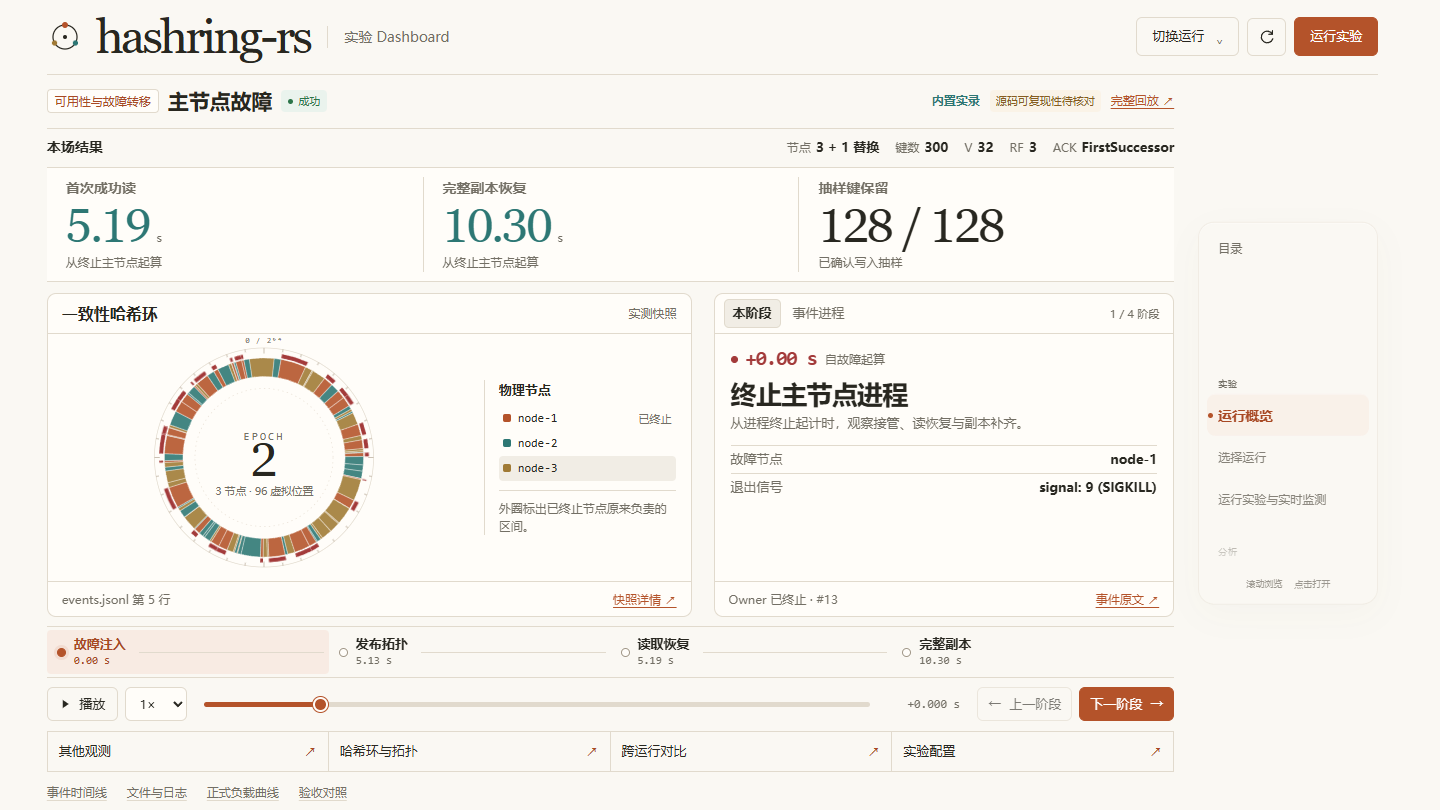 hashring-rs
实验 Dashboard
切换运行
运行实验
可用性与故障转移
主节点故障
成功
内置实录
源码可复现性待核对
完整回放 ↗
本场结果
节点 3 + 1 替换 键数 300 V 32 RF 3 ACK FirstSuccessor
首次成功读
5.19 s
从终止主节点起算
完整副本恢复
10.30 s
从终止主节点起算
抽样键保留
128 / 128
已确认写入抽样
一致性哈希环
实测快照
EPOCH
2
3 节点 · 96 虚拟位置
物理节点
node-1 已终止
node-2
node-3
外圈标出已终止节点原来负责的
区间。
events.jsonl 第 5 行
快照详情 ↗
本阶段
事件进程
1 / 4 阶段
+0.00 s 自故障起算
终止主节点进程
从进程终止起计时，观察接管、读恢复与副本补齐。
故障节点 node-1
退出信号 signal: 9 (SIGKILL)
Owner 已终止 · #13
事件原文 ↗
故障注入
0.00 s
发布拓扑
5.13 s
读取恢复
5.19 s
完整副本
10.30 s
播放
1×
+0.000 s
← 上一阶段
下一阶段 →
其他观测 ↗
哈希环与拓扑 ↗
跨运行对比 ↗
实验配置 ↗
事件时间线
文件与日志
正式负载曲线
验收对照
目录
实验
运行概览
选择运行
运行实验与实时监测
分析
滚动浏览 点击打开